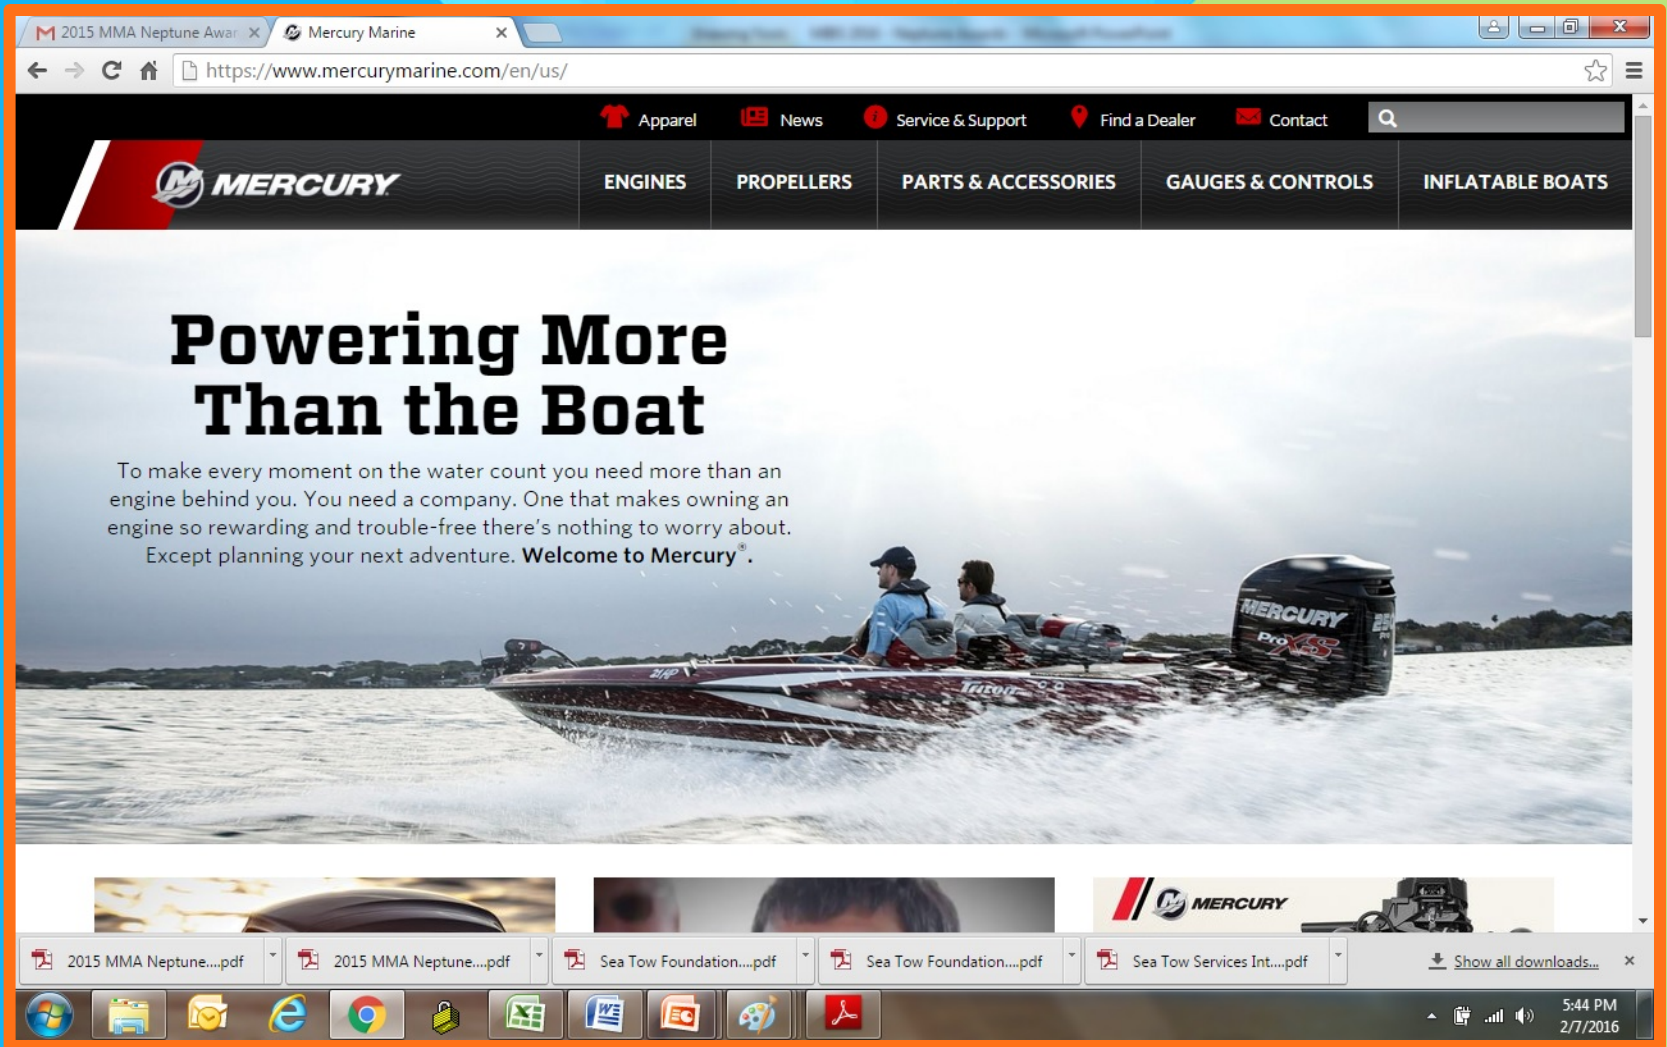 2015 MMA Neptune Awar
Mercury Marine
https://www.mercurymarine.com/en/us/
Apparel
News
Service & Support
Find a Dealer
Contact
MERCURY
ENGINES
PROPELLERS
PARTS & ACCESSORIES
GAUGES & CONTROLS
INFLATABLE BOATS
Powering More
Than the Boat
To make every moment on the water count you need more than an
engine behind you. You need a company. One that makes owning an
engine so rewarding and trouble-free there's nothing to worry about.
Except planning your next adventure. Welcome to Mercury®.
MERCURY
250
Pro XS
21HP
Triton
MERCURY
2015 MMA Neptune....pdf
2015 MMA Neptune....pdf
Sea Tow Foundation....pdf
Sea Tow Foundation....pdf
Sea Tow Services Int....pdf
Show all downloads...
5:44 PM
2/7/2016